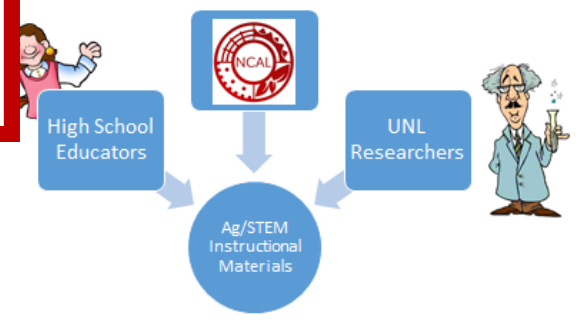 NCAL
High School
Educators
UNL
Researchers
Ag/STEM
Instructional
Materials